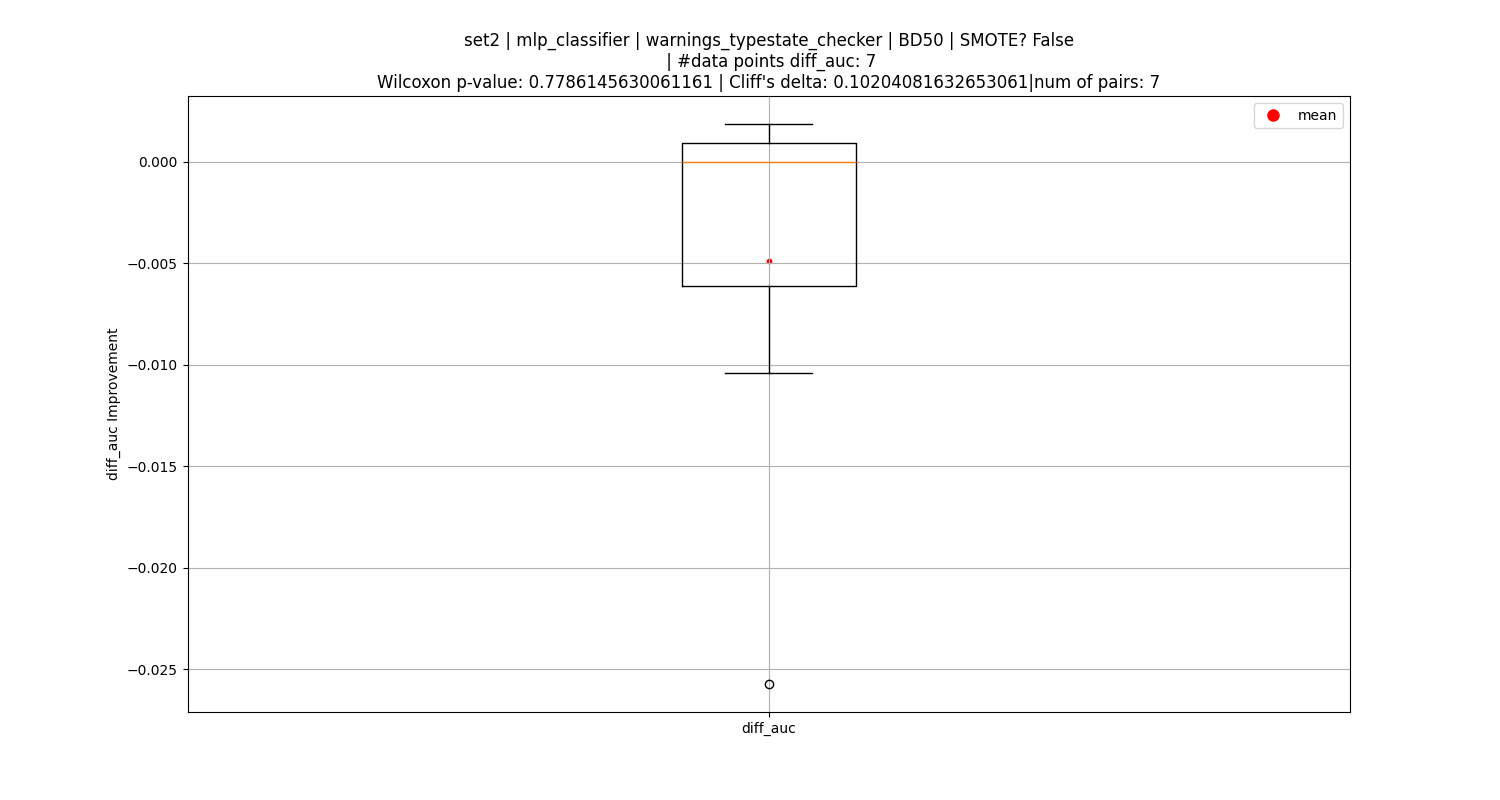 set2 | mlp_classifier | warnings_typestate_checker | BD50 | SMOTE? False
| #data points diff_auc: 7
Wilcoxon p-value: 0.7786145630061161 | Cliff's delta: 0.10204081632653061|num of pairs: 7
mean
0.000
−0.005
−0.010
−0.015
−0.020
−0.025
diff_auc Improvement
diff_auc